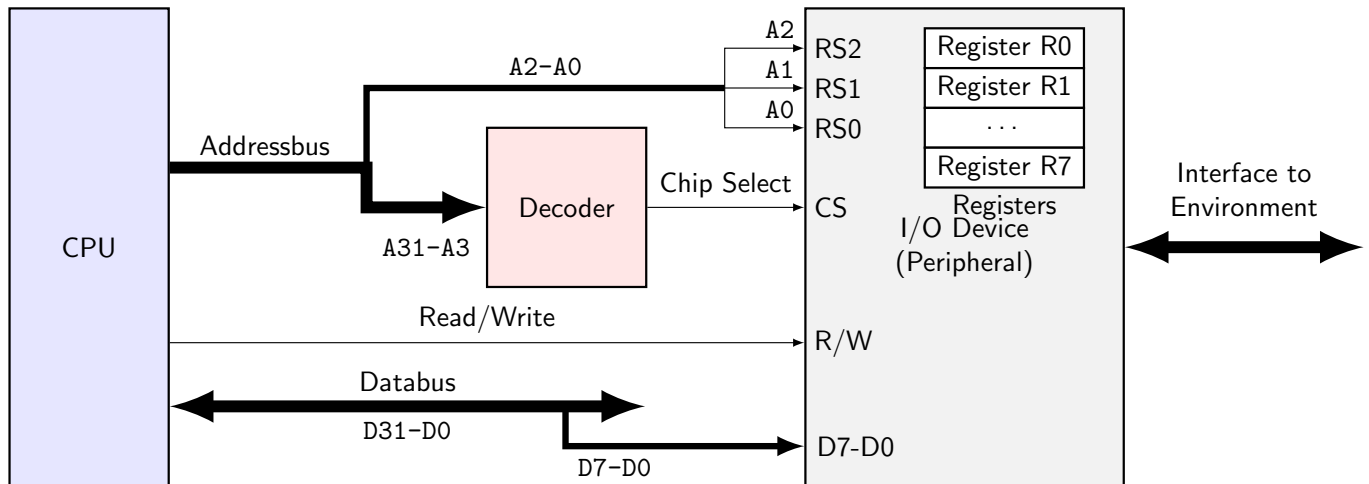 CPU
Addressbus
A2-A0
A31-A3
Decoder
Chip Select
Read/Write
Databus
D31-D0
D7-D0
A2
A1
A0
RS2
RS1
RS0
CS
R/W
D7-D0
Register R0
Register R1
...
Register R7
Registers
I/O Device
(Peripheral)
Interface to
Environment